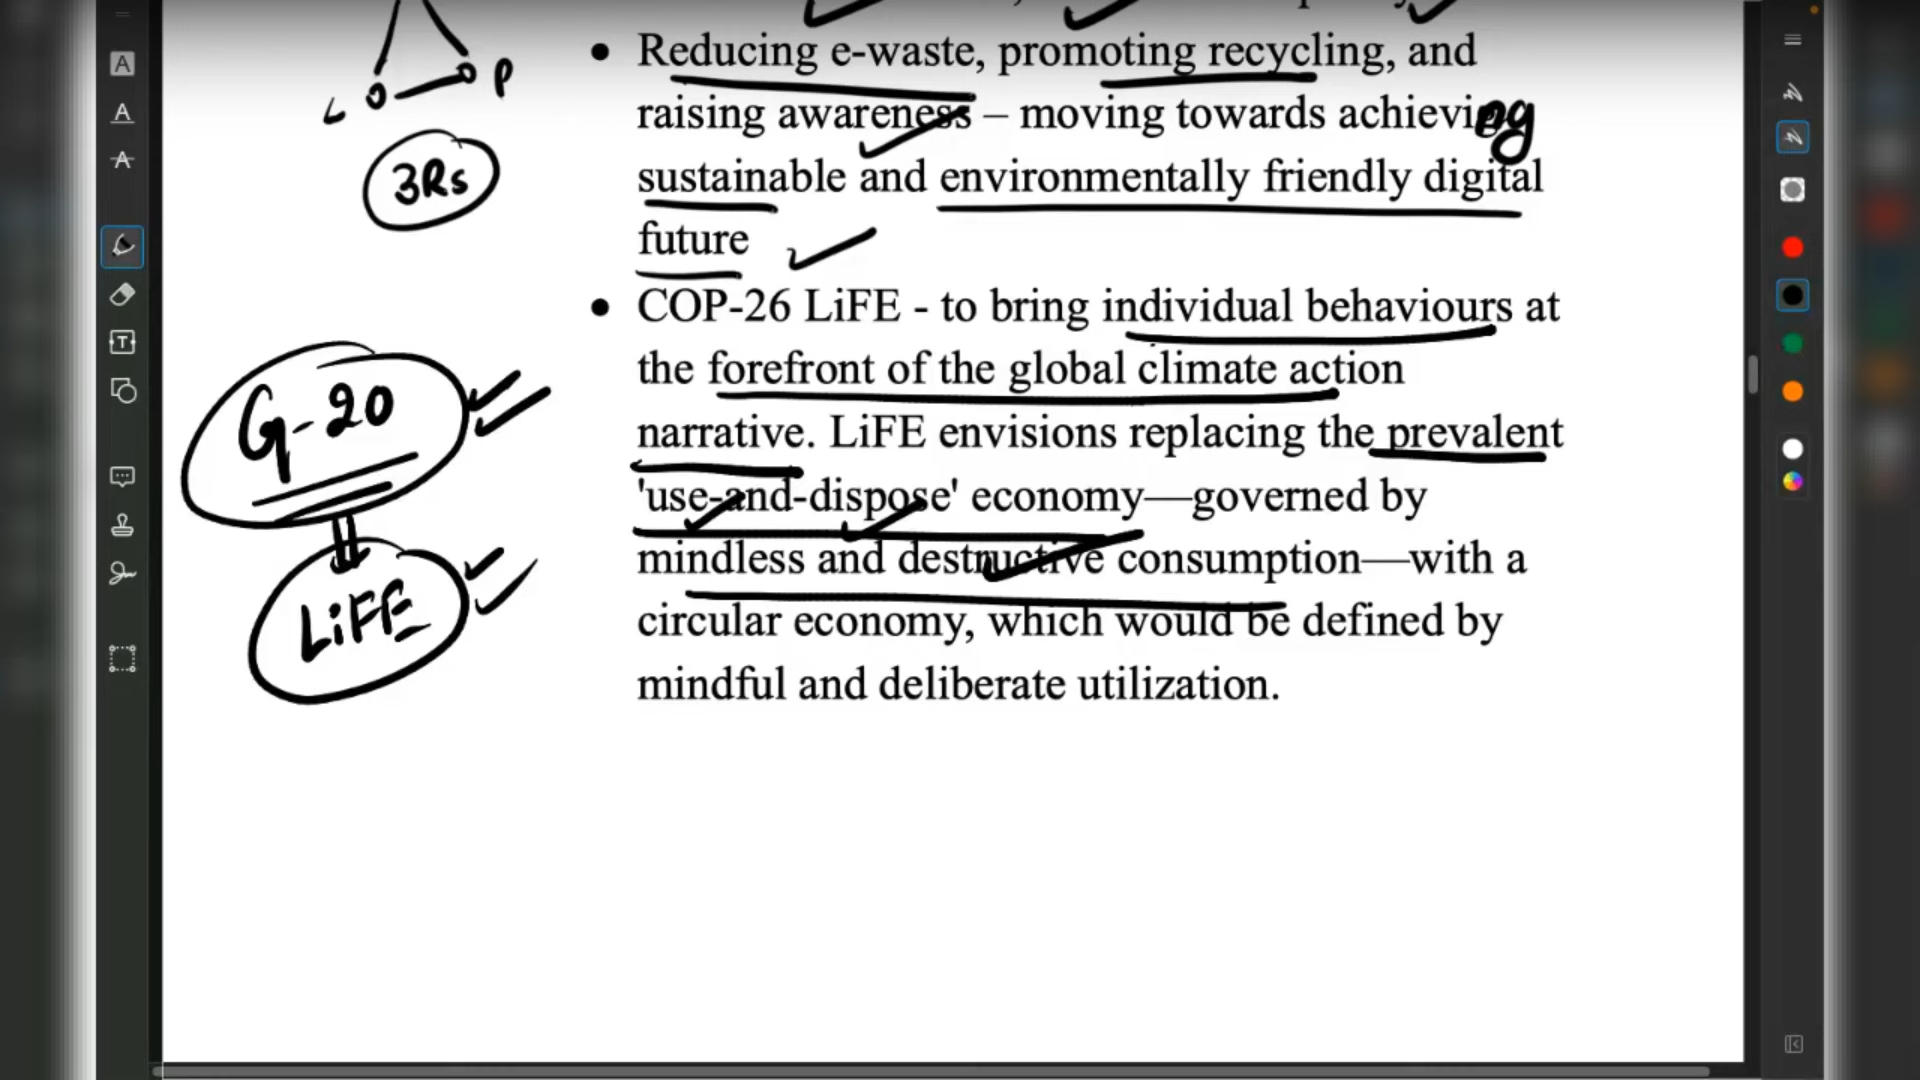 Reducing e-waste, promoting recycling, and
raising awareness – moving towards achieving
sustainable and environmentally friendly digital
future
COP-26 LiFE - to bring individual behaviours at
the forefront of the global climate action
narrative. LiFE envisions replacing the prevalent
'use-and-dispose' economy—governed by
mindless and destructive consumption—with a
circular economy, which would be defined by
mindful and deliberate utilization.
L P
3Rs
G-20
LiFE